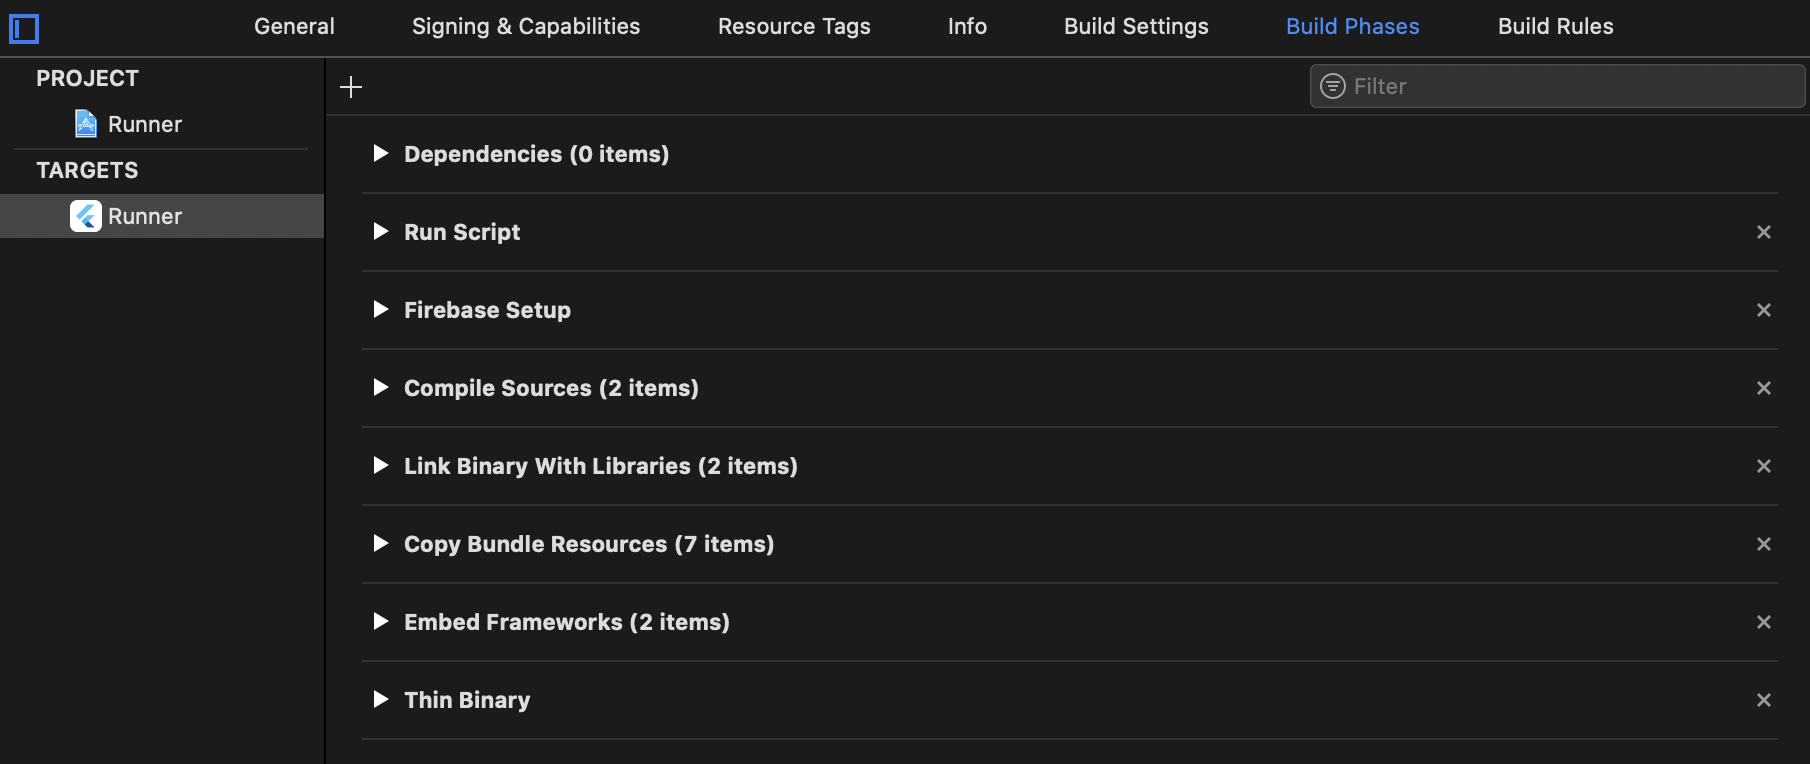 General Signing & Capabilities Resource Tags Info Build Settings Build Phases Build Rules
PROJECT
Runner
TARGETS
Runner
Filter
Dependencies (0 items)
Run Script
Firebase Setup
Compile Sources (2 items)
Link Binary With Libraries (2 items)
Copy Bundle Resources (7 items)
Embed Frameworks (2 items)
Thin Binary